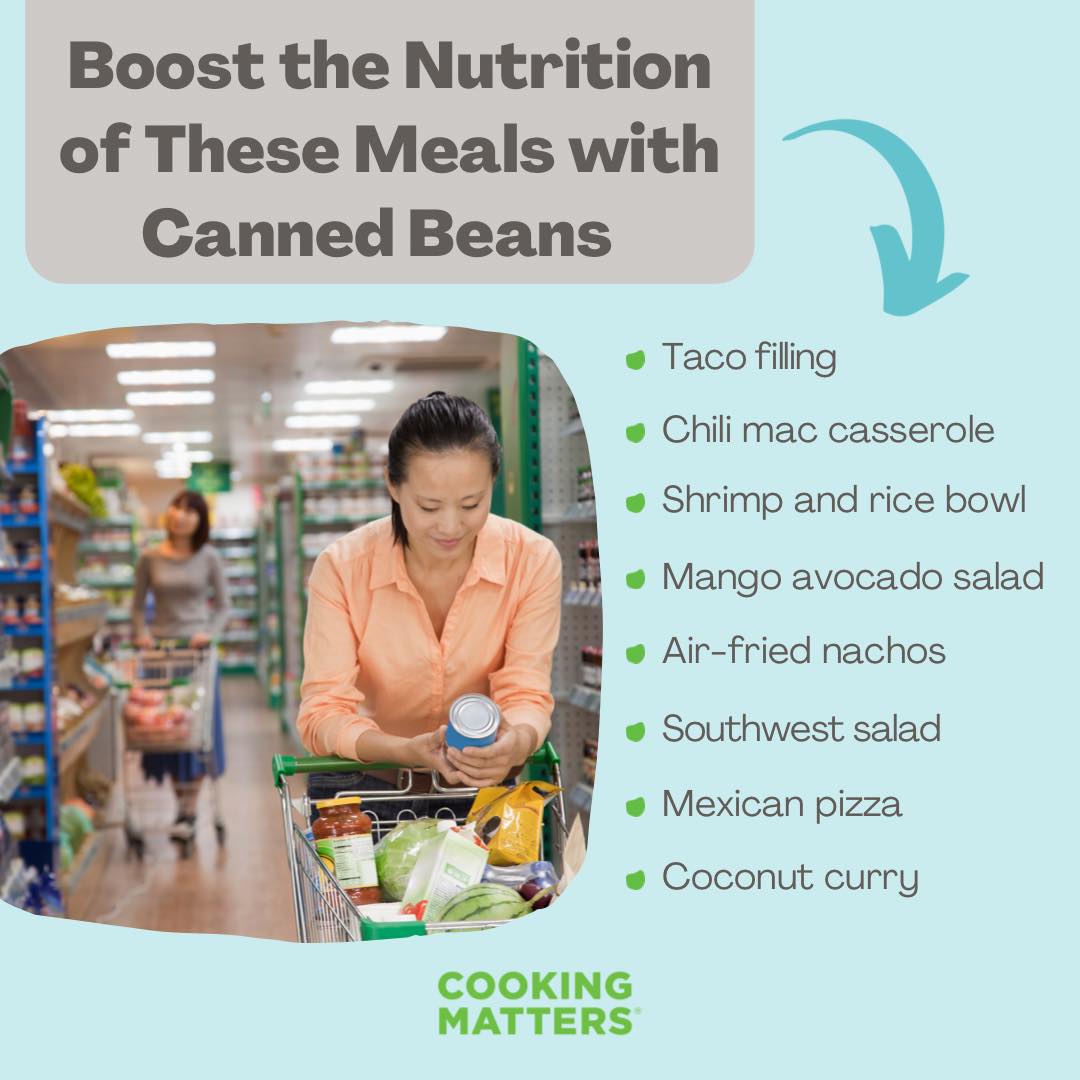 Boost the Nutrition
of These Meals with
Canned Beans
Taco filling
Chili mac casserole
Shrimp and rice bowl
Mango avocado salad
Air-fried nachos
Southwest salad
Mexican pizza
Coconut curry
COOKING
MATTERS®